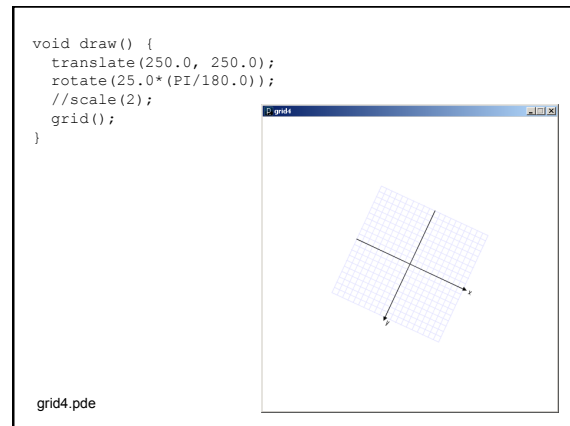 void draw() {
  translate(250.0, 250.0);
  rotate(25.0*(PI/180.0));
  //scale(2);
  grid();
}
grid4
x
y
grid4.pde